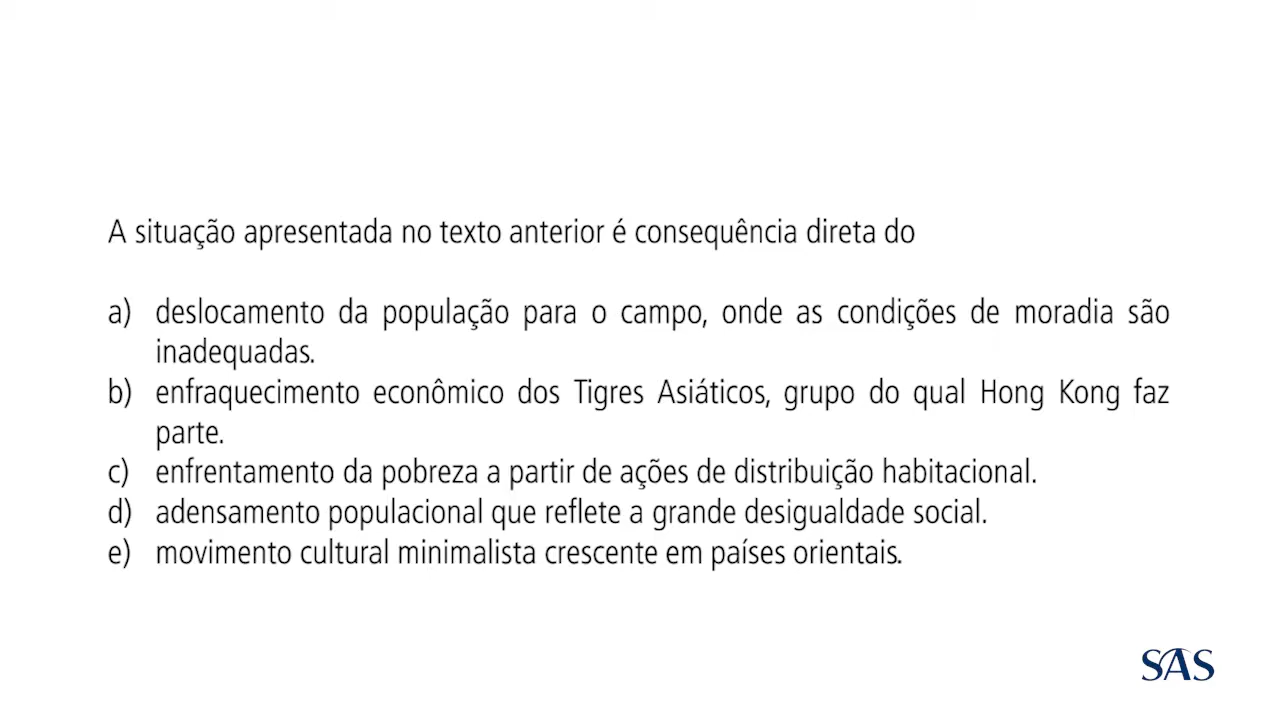 A situação apresentada no texto anterior é consequência direta do
a) deslocamento da população para o campo, onde as condições de moradia são
inadequadas.
b) enfraquecimento econômico dos Tigres Asiáticos, grupo do qual Hong Kong faz
parte.
c) enfrentamento da pobreza a partir de ações de distribuição habitacional.
d) adensamento populacional que reflete a grande desigualdade social.
e) movimento cultural minimalista crescente em países orientais.
SAS